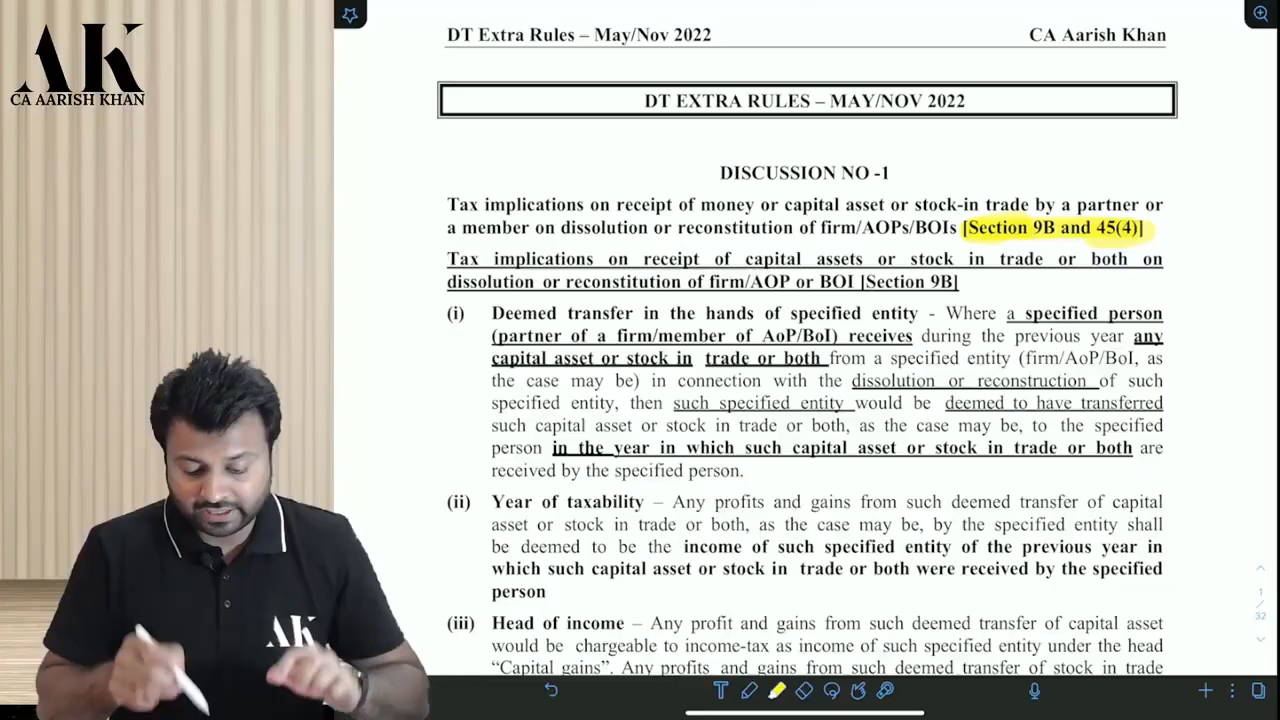 AK
CA AARISH KHAN
DT Extra Rules – May/Nov 2022
CA Aarish Khan
DT EXTRA RULES – MAY/NOV 2022
DISCUSSION NO -1
Tax implications on receipt of money or capital asset or stock-in trade by a partner or
a member on dissolution or reconstitution of firm/AOPs/BOIs [Section 9B and 45(4)]
Tax implications on receipt of capital assets or stock in trade or both on
dissolution or reconstitution of firm/AOP or BOI [Section 9B]
(i) Deemed transfer in the hands of specified entity - Where a specified person
(partner of a firm/member of AoP/BoI) receives during the previous year any
capital asset or stock in trade or both from a specified entity (firm/AoP/BoI, as
the case may be) in connection with the dissolution or reconstruction of such
specified entity, then such specified entity would be deemed to have transferred
such capital asset or stock in trade or both, as the case may be, to the specified
person in the year in which such capital asset or stock in trade or both are
received by the specified person.
(ii) Year of taxability – Any profits and gains from such deemed transfer of capital
asset or stock in trade or both, as the case may be, by the specified entity shall
be deemed to be the income of such specified entity of the previous year in
which such capital asset or stock in trade or both were received by the specified
person
(iii) Head of income – Any profit and gains from such deemed transfer of capital asset
would be chargeable to income-tax as income of such specified entity under the head
“Capital gains”. Any profits and gains from such deemed transfer of stock in trade
1
/
32
T
AK